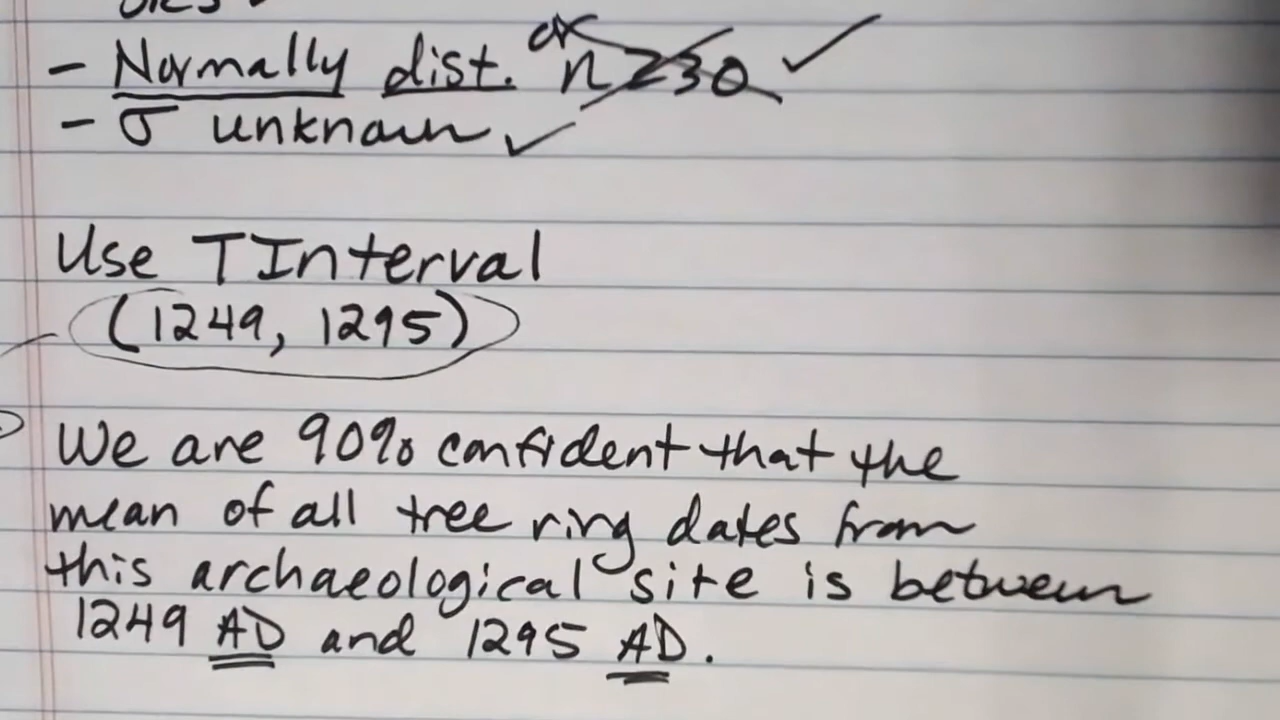 - Normally dist. or n≥30 ✓
- σ unknown ✓
Use TInterval
(1249, 1295)
We are 90% confident that the
mean of all tree ring dates from
this archaeological site is between
1249 AD and 1295 AD.